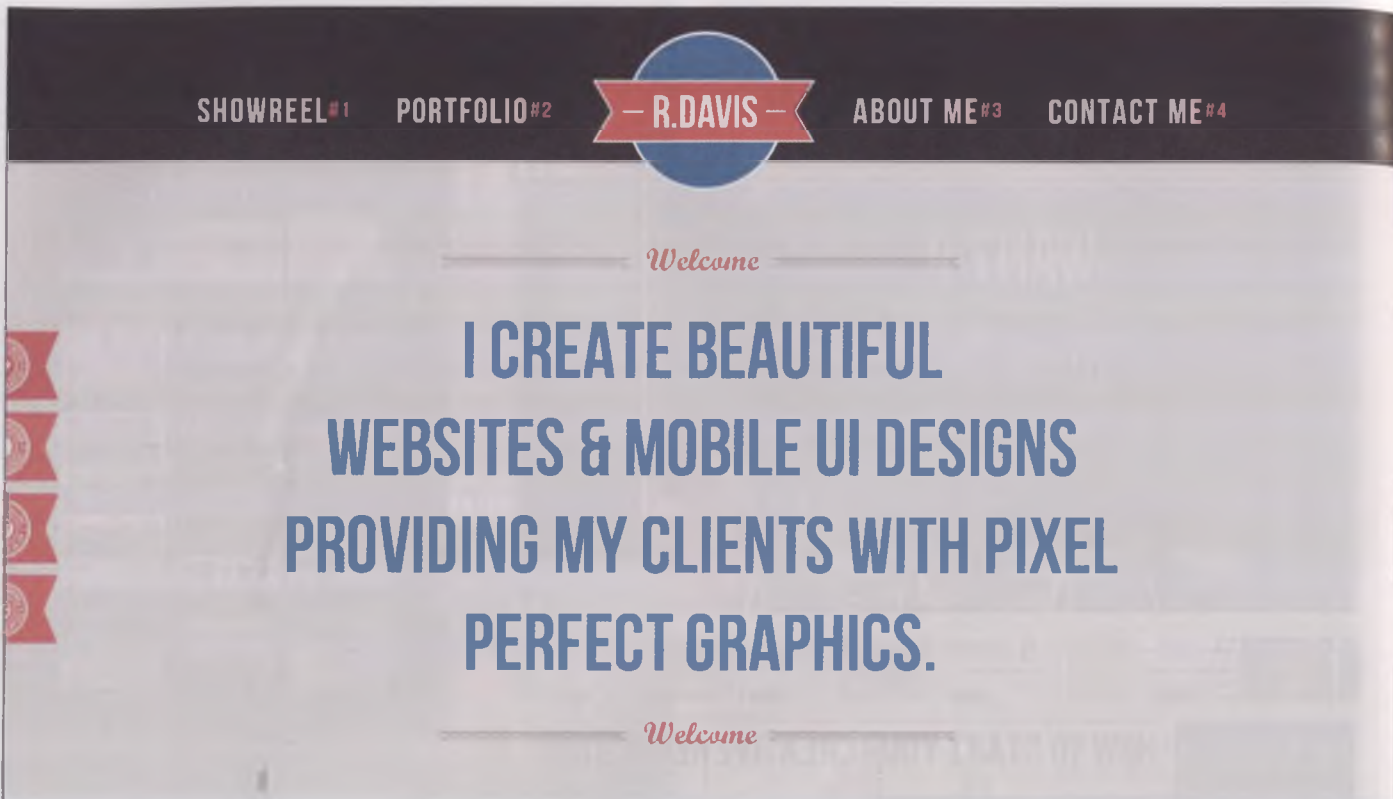 SHOWREEL#1 PORTFOLIO#2 – R.DAVIS – ABOUT ME#3 CONTACT ME#4
Welcome
I CREATE BEAUTIFUL
WEBSITES & MOBILE UI DESIGNS
PROVIDING MY CLIENTS WITH PIXEL
PERFECT GRAPHICS.
Welcome